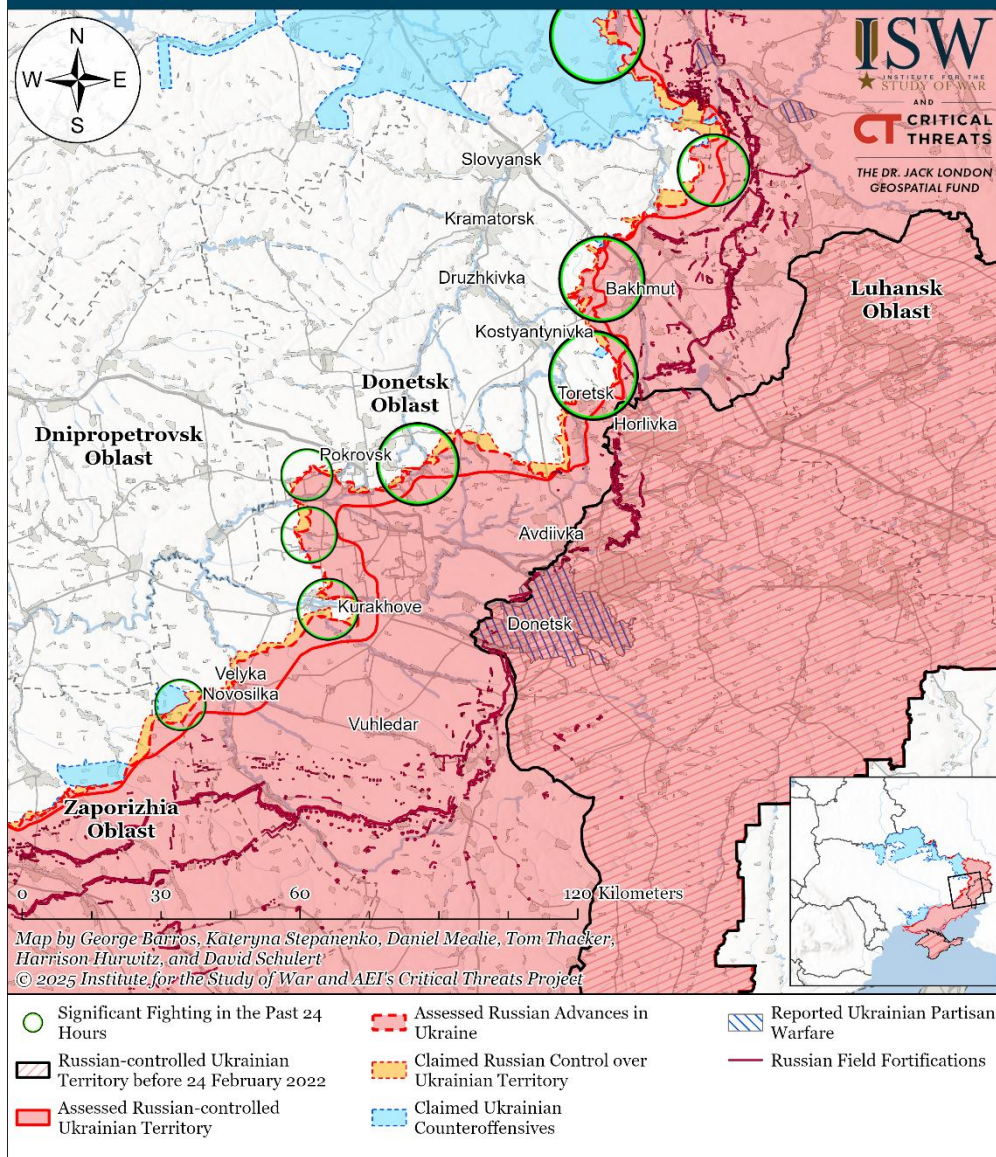 N
W E
S
ISW
INSTITUTE FOR THE
STUDY OF WAR
AND
CT CRITICAL
THREATS
THE DR. JACK LONDON
GEOSPATIAL FUND
Slovyansk
Kramatorsk
Druzhkivka
Bakhmut
Luhansk
Oblast
Kostyantynivka
Donetsk
Oblast
Toretsk
Horlivka
Dnipropetrovsk
Oblast
Pokrovsk
Avdiivka
Kurakhove
Donetsk
Velyka
Novosilka
Vuhledar
Zaporizhia
Oblast
0 30 60 120 Kilometers
Map by George Barros, Kateryna Stepanenko, Daniel Mealie, Tom Thacker,
Harrison Hurwitz, and David Schulert
© 2025 Institute for the Study of War and AEI's Critical Threats Project
Significant Fighting in the Past 24
Hours
Russian-controlled Ukrainian
Territory before 24 February 2022
Assessed Russian-controlled
Ukrainian Territory
Assessed Russian Advances in
Ukraine
Claimed Russian Control over
Ukrainian Territory
Claimed Ukrainian
Counteroffensives
Reported Ukrainian Partisan
Warfare
Russian Field Fortifications